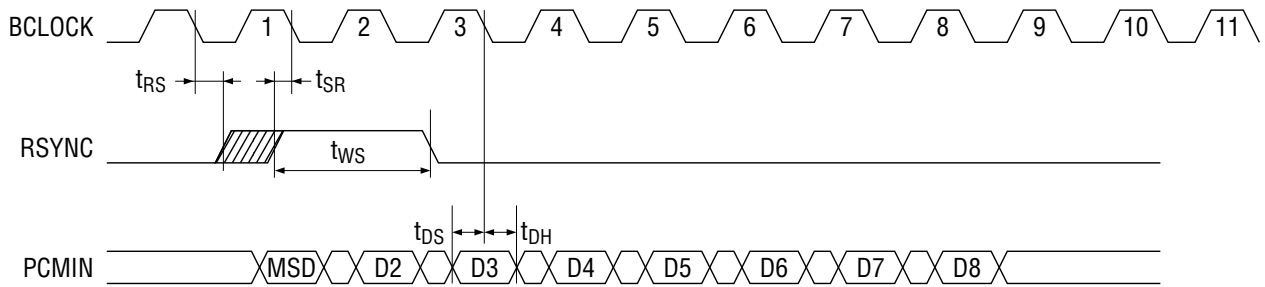 BCLOCK 1 2 3 4 5 6 7 8 9 10 11
tRS tSR
RSYNC tWS
tDS tDH
PCMIN MSD D2 D3 D4 D5 D6 D7 D8